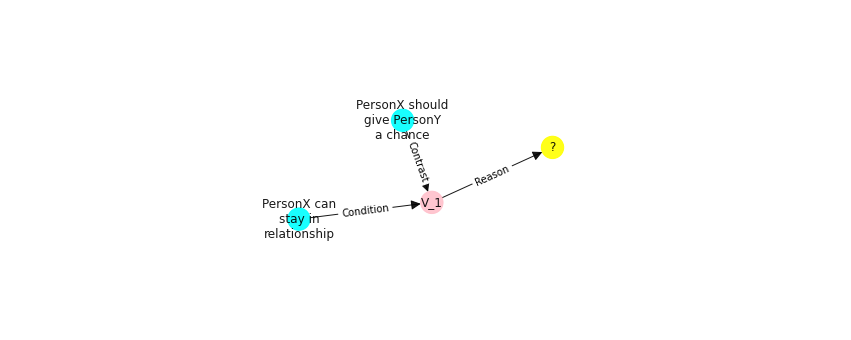 PersonX should
give PersonY
a chance
Contrast
?
Reason
PersonX can
stay in
relationship
Condition
V_1